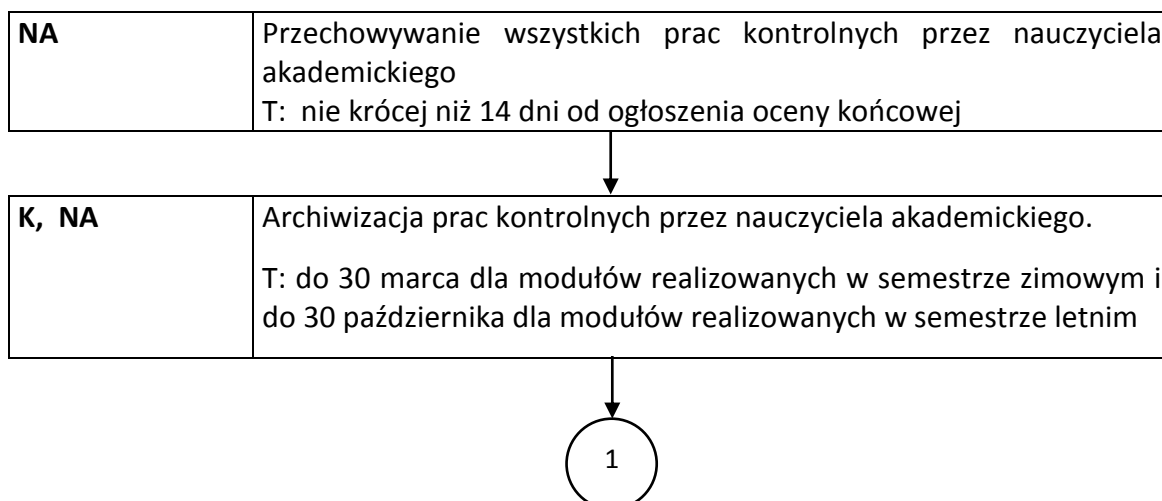 NA
Przechowywanie wszystkich prac kontrolnych przez nauczyciela
akademickiego
T: nie krócej niż 14 dni od ogłoszenia oceny końcowej
K, NA
Archiwizacja prac kontrolnych przez nauczyciela akademickiego.
T: do 30 marca dla modułów realizowanych w semestrze zimowym i
do 30 października dla modułów realizowanych w semestrze letnim
1